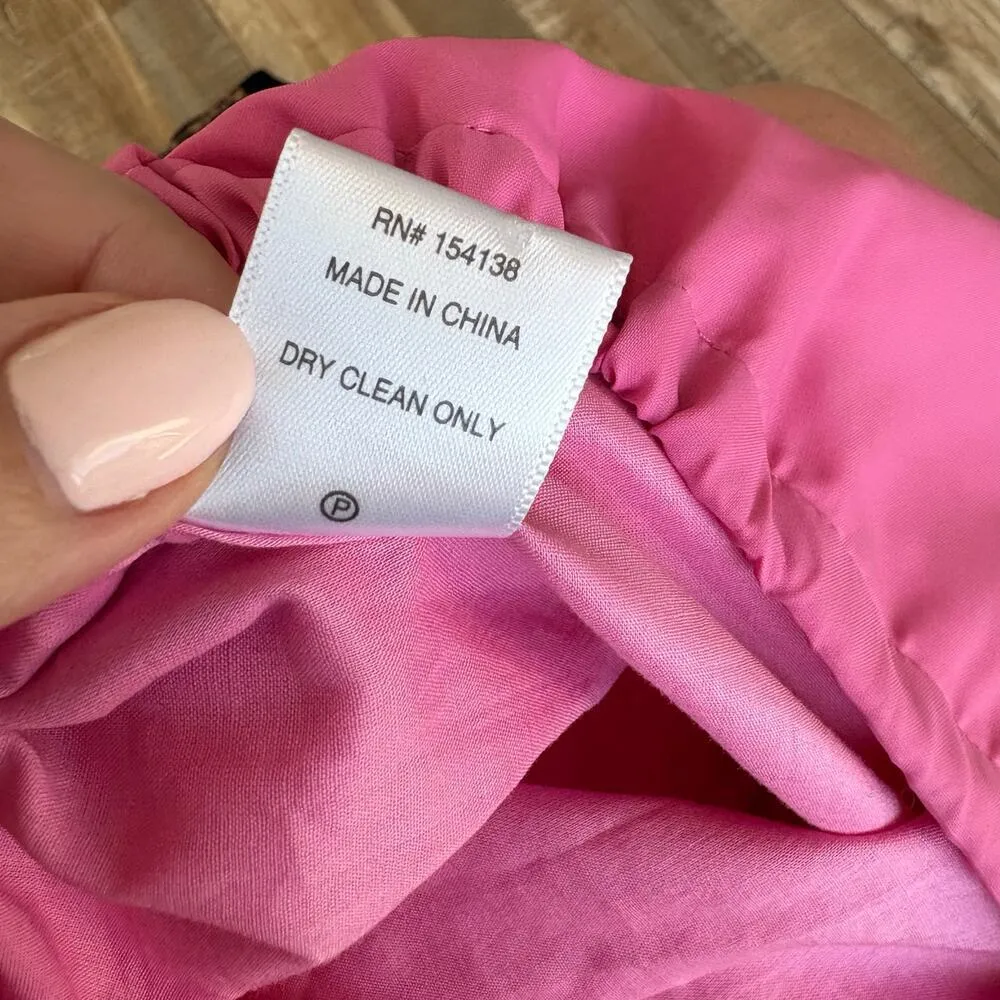 RN# 154138
MADE IN CHINA
DRY CLEAN ONLY
Ⓟ